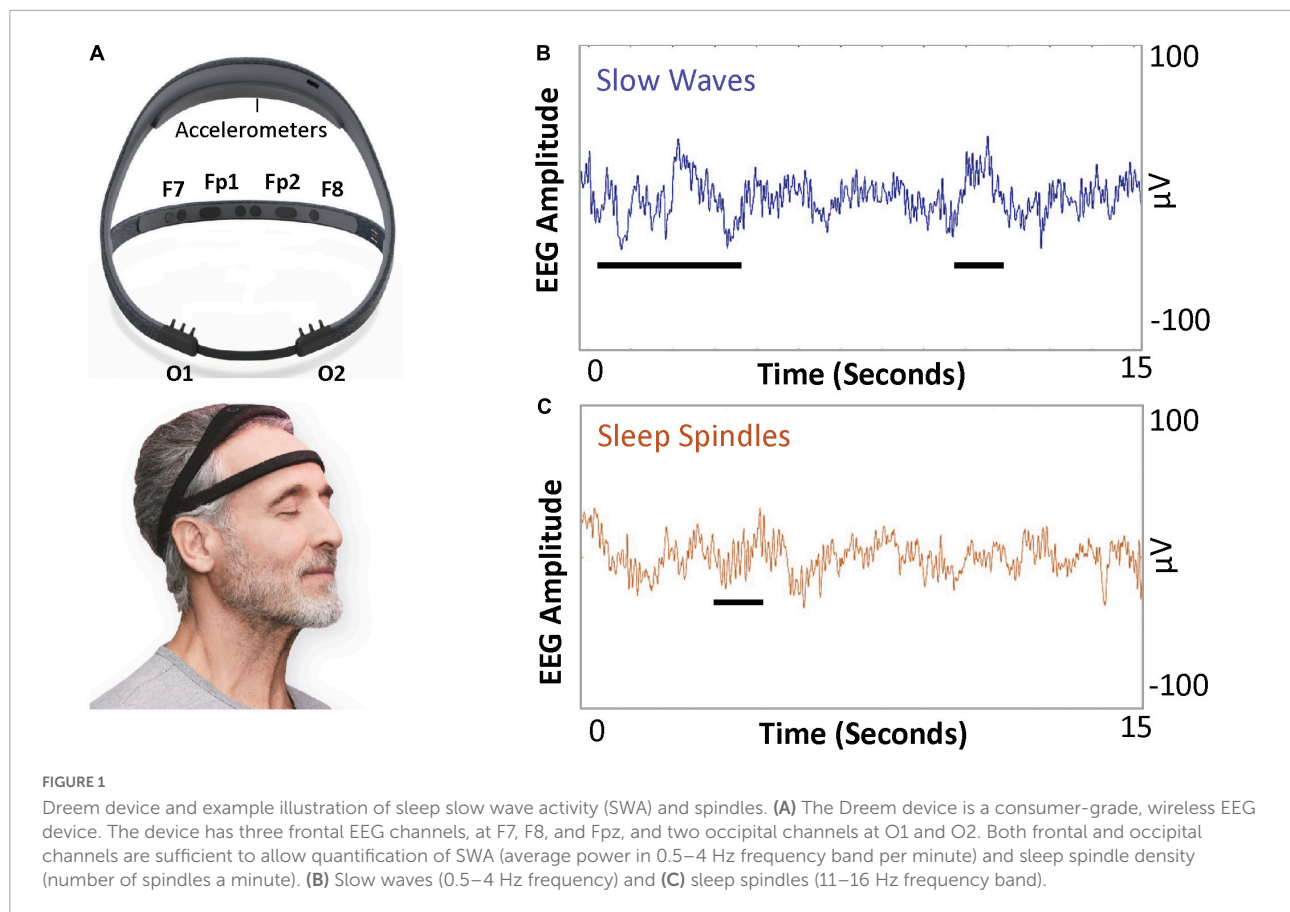 A
Accelerometers
F7 Fp1 Fp2 F8
O1 O2
B
Slow Waves
EEG Amplitude
100
µV
-100
0 Time (Seconds) 15
C
Sleep Spindles
EEG Amplitude
100
µV
-100
0 Time (Seconds) 15
FIGURE 1
Dreem device and example illustration of sleep slow wave activity (SWA) and spindles. (A) The Dreem device is a consumer-grade, wireless EEG
device. The device has three frontal EEG channels, at F7, F8, and Fpz, and two occipital channels at O1 and O2. Both frontal and occipital
channels are sufficient to allow quantification of SWA (average power in 0.5–4 Hz frequency band per minute) and sleep spindle density
(number of spindles a minute). (B) Slow waves (0.5–4 Hz frequency) and (C) sleep spindles (11–16 Hz frequency band).